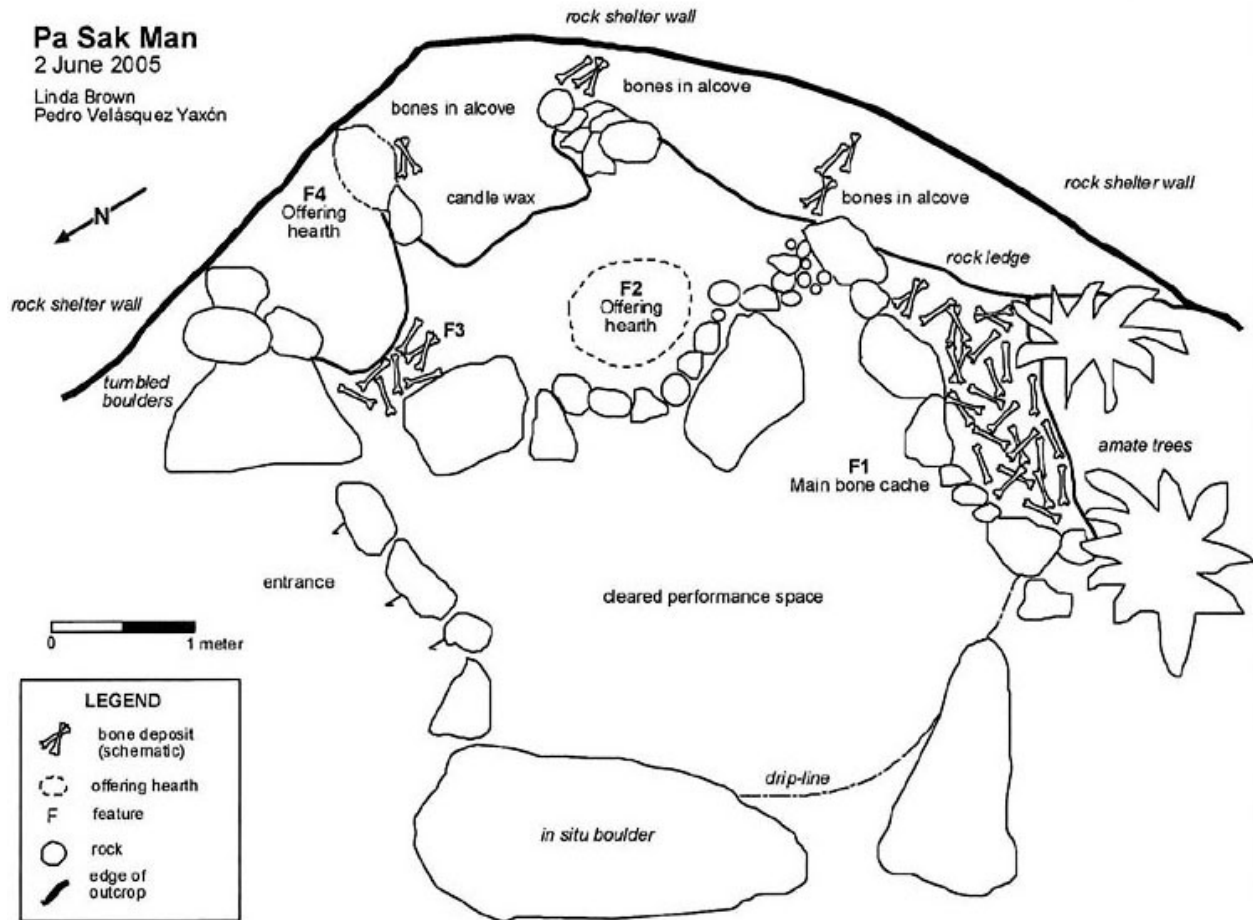 Pa Sak Man
2 June 2005
Linda Brown
Pedro Velásquez Yaxón
rock shelter wall
bones in alcove
bones in alcove
N
F4
Offering
hearth
candle wax
bones in alcove
rock shelter wall
rock shelter wall
rock ledge
F2
Offering
hearth
F3
tumbled
boulders
amate trees
F1
Main bone cache
entrance
cleared performance space
0
1 meter
drip-line
in situ boulder
LEGEND
bone deposit
(schematic)
offering hearth
F
feature
rock
edge of
outcrop